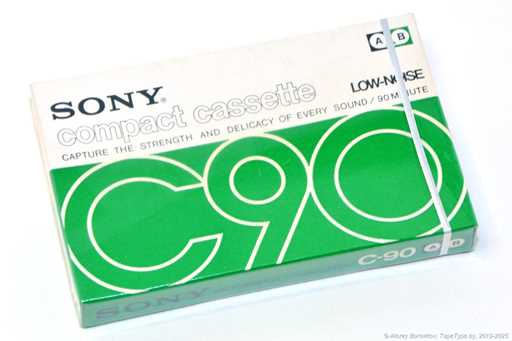 A B
SONY®
compact cassette
LOW-NOISE
CAPTURE THE STRENGTH AND DELICACY OF EVERY SOUND / 90 MINUTE
C90
SONY
C-90 A B